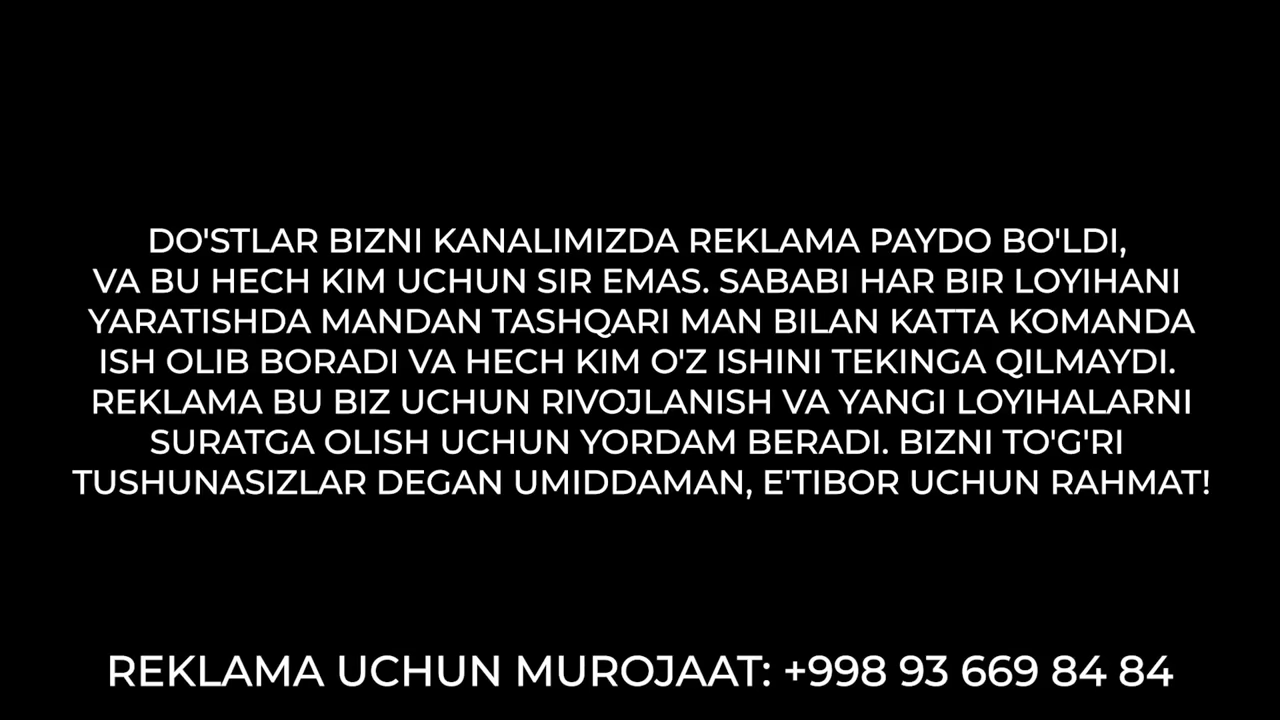 DO'STLAR BIZNI KANALIMIZDA REKLAMA PAYDO BO'LDI,
VA BU HECH KIM UCHUN SIR EMAS. SABABI HAR BIR LOYIHANI
YARATISHDA MANDAN TASHQARI MAN BILAN KATTA KOMANDA
ISH OLIB BORADI VA HECH KIM O'Z ISHINI TEKINGA QILMAYDI.
REKLAMA BU BIZ UCHUN RIVOJLANISH VA YANGI LOYIHALARNI
SURATGA OLISH UCHUN YORDAM BERADI. BIZNI TO'G'RI
TUSHUNASIZLAR DEGAN UMIDDAMAN, E'TIBOR UCHUN RAHMAT!
REKLAMA UCHUN MUROJAAT: +998 93 669 84 84